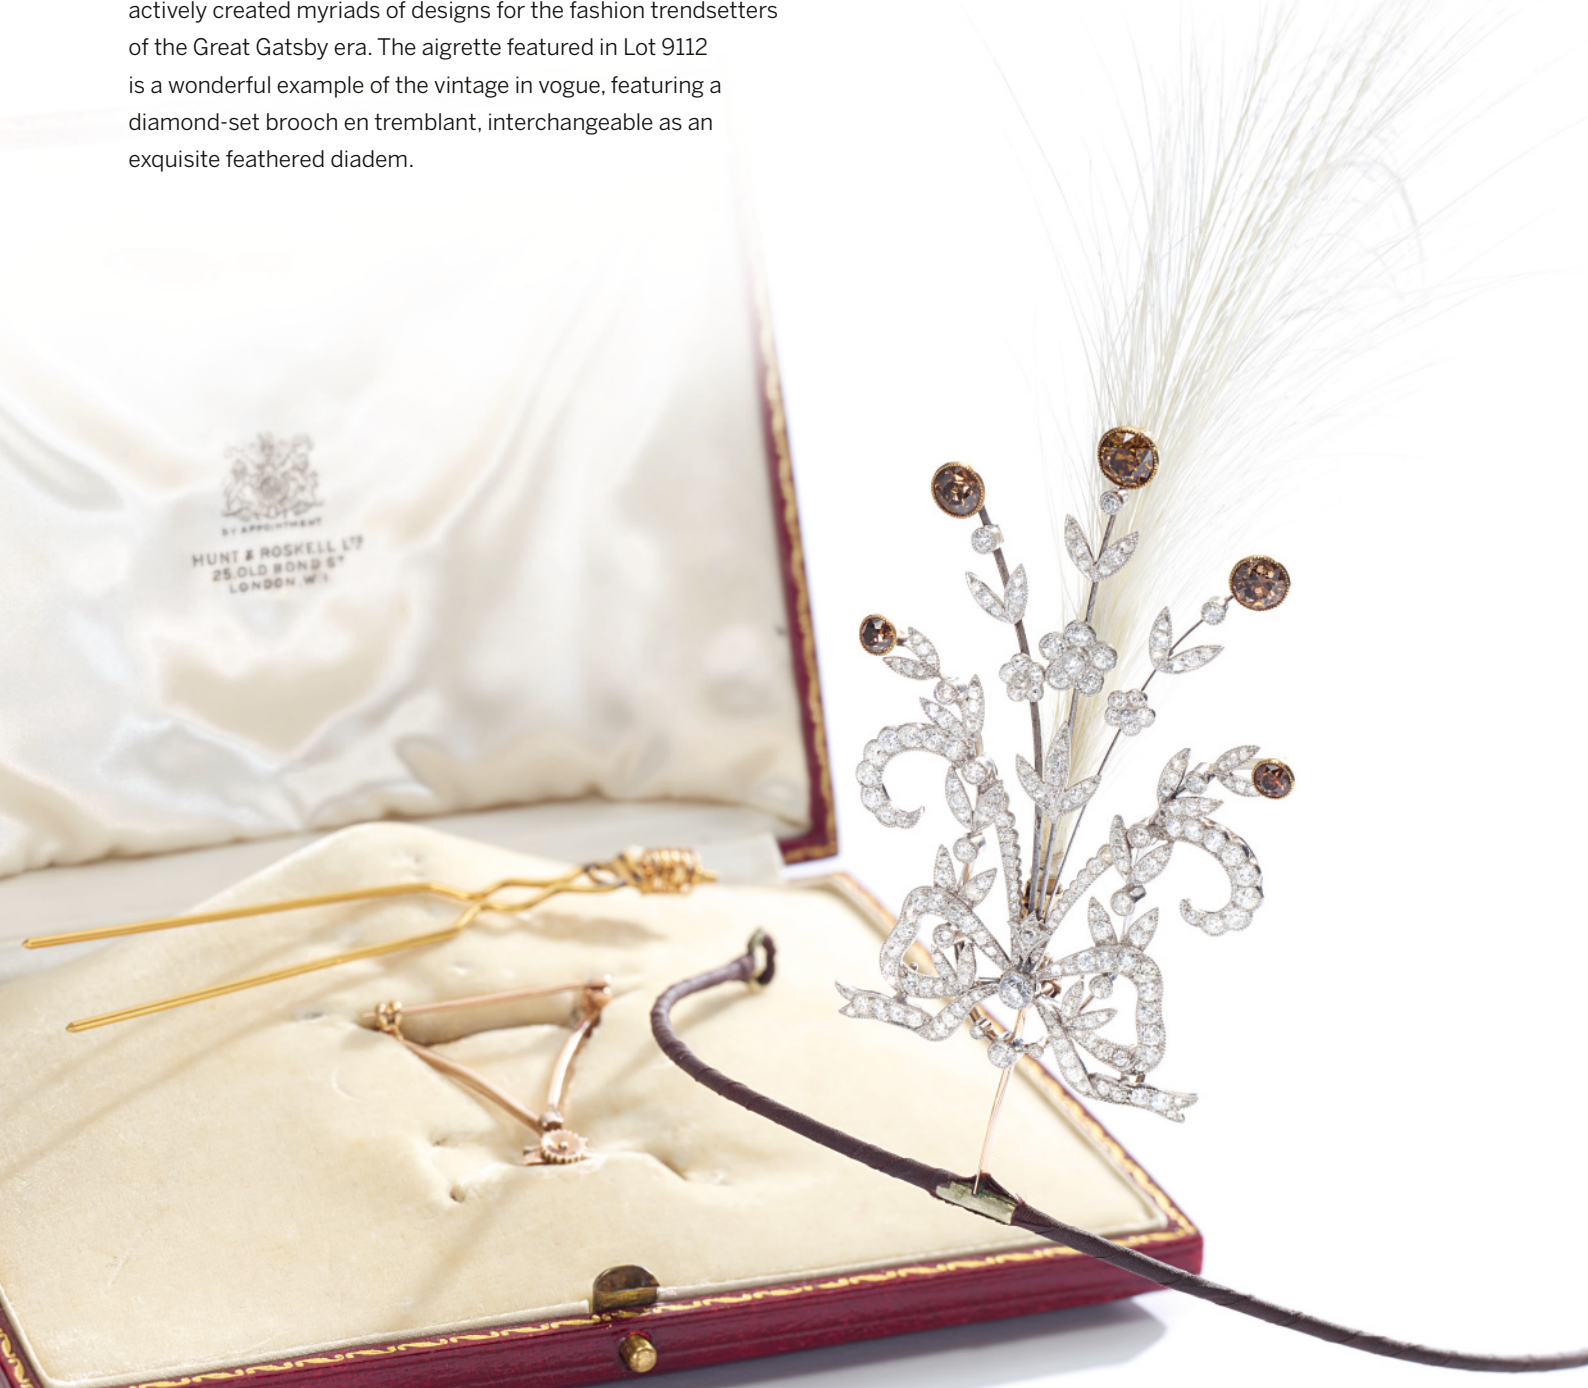 actively created myriads of designs for the fashion trendsetters
of the Great Gatsby era. The aigrette featured in Lot 9112
is a wonderful example of the vintage in vogue, featuring a
diamond-set brooch en tremblant, interchangeable as an
exquisite feathered diadem.
BY APPOINTMENT
HUNT & ROSKELL LTD
25, OLD BOND ST
LONDON. W.1.